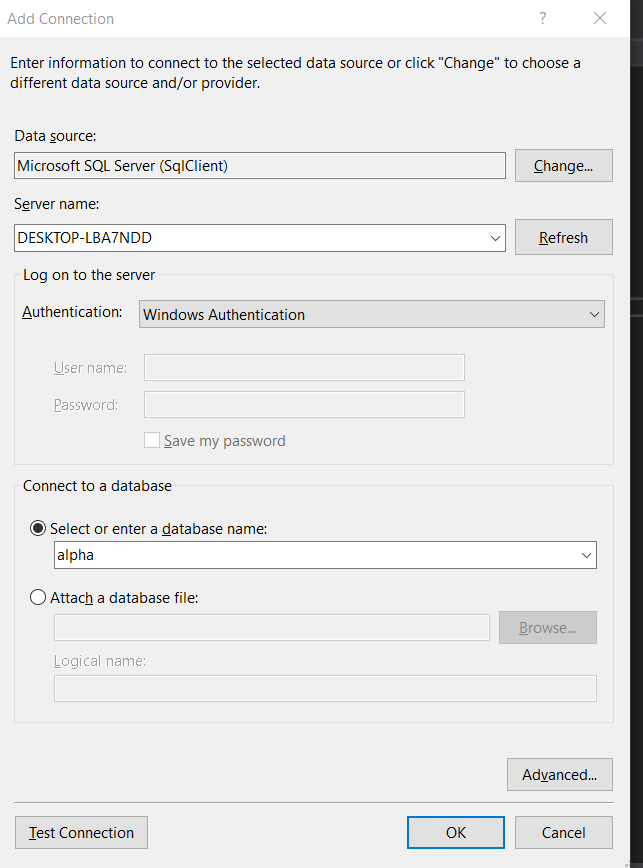 Add Connection
?
Enter information to connect to the selected data source or click "Change" to choose a
different data source and/or provider.
Data source:
Microsoft SQL Server (SqlClient)
Change...
Server name:
DESKTOP-LBA7NDD
Refresh
Log on to the server
Authentication:
Windows Authentication
User name:
Password:
Save my password
Connect to a database
Select or enter a database name:
alpha
Attach a database file:
Browse...
Logical name:
Advanced...
Test Connection
OK
Cancel